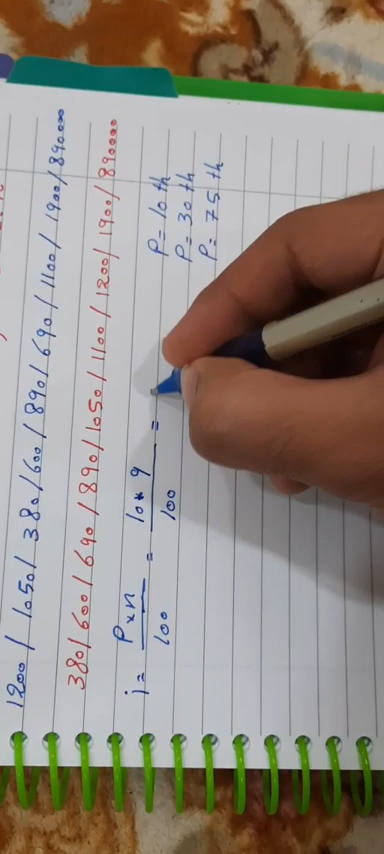 1200 / 1050 / 380 / 600 / 890 / 690 / 1100 / 1900 / 890000
380 / 600 / 690 / 890 / 1050 / 1100 / 1200 / 1900 / 890000
i = P×n / 100 = 10* 9 / 100 =
P = 10 th
P = 30 th
P = 75 th